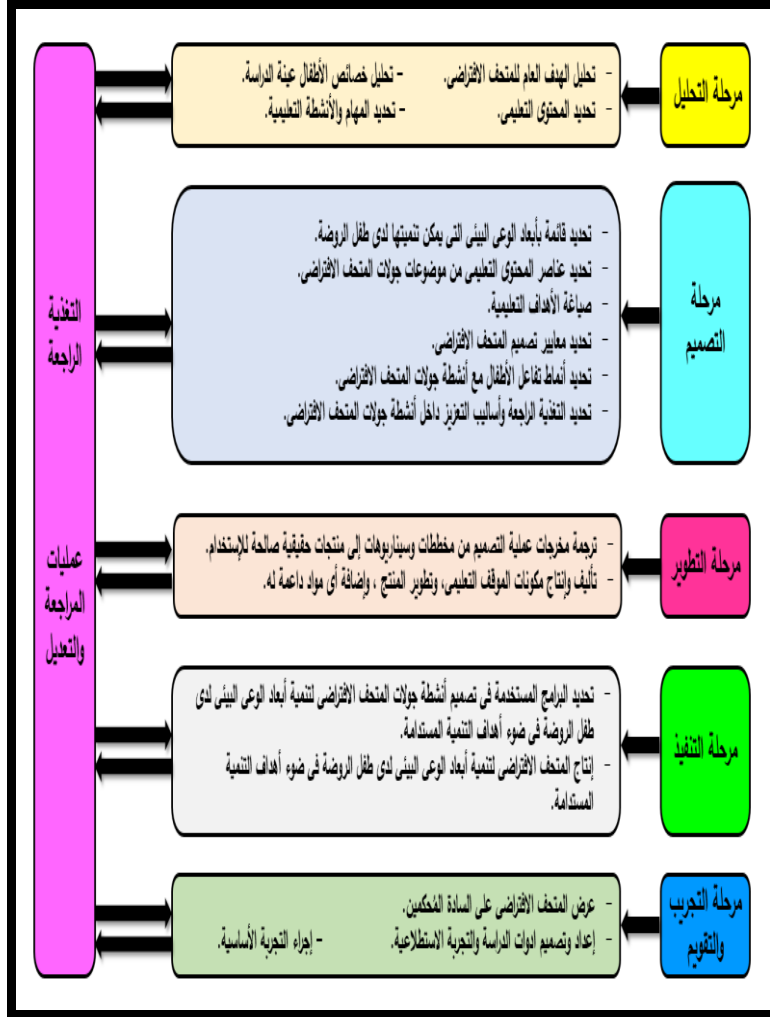 مرحلة التحليل
- تحليل الهدف العام للمتحف الافتراضى. - تحليل خصائص الأطفال عينة الدراسة.
- تحديد المحتوى التعليمى. - تحديد المهام والأنشطة التعليمية.
مرحلة
التصميم
- تحديد قائمة بأبعاد الوعى البيئى التى يمكن تنميتها لدى طفل الروضة.
- تحديد عناصر المحتوى التعليمى من موضوعات جولات المتحف الافتراضى.
- صياغة الأهداف التعليمية.
- تحديد معايير تصميم المتحف الافتراضى.
- تحديد أنماط تفاعل الأطفال مع أنشطة جولات المتحف الافتراضى.
- تحديد التغذية الراجعة وأساليب التعزيز داخل أنشطة جولات المتحف الافتراضى.
مرحلة التطوير
- ترجمة مخرجات عملية التصميم من مخططات وسيناريوهات إلى منتجات حقيقية صالحة للإستخدام.
- تأليف وإنتاج مكونات الموقف التعليمى، وتطوير المنتج ، وإضافة أى مواد داعمة له.
مرحلة التنفيذ
- تحديد البرامج المستخدمة فى تصميم أنشطة جولات المتحف الافتراضى لتنمية أبعاد الوعى البيئى لدى
طفل الروضة فى ضوء أهداف التنمية المستدامة.
- إنتاج المتحف الافتراضى لتنمية أبعاد الوعى البيئى لدى طفل الروضة فى ضوء أهداف التنمية
المستدامة.
مرحلة التجريب
والتقويم
- عرض المتحف الافتراضى على السادة المُحكمين.
- إعداد وتصميم ادوات الدراسة والتجربة الاستطلاعية. - إجراء التجربة الأساسية.
التغذية
الراجعة
عمليات
المراجعة
والتعديل